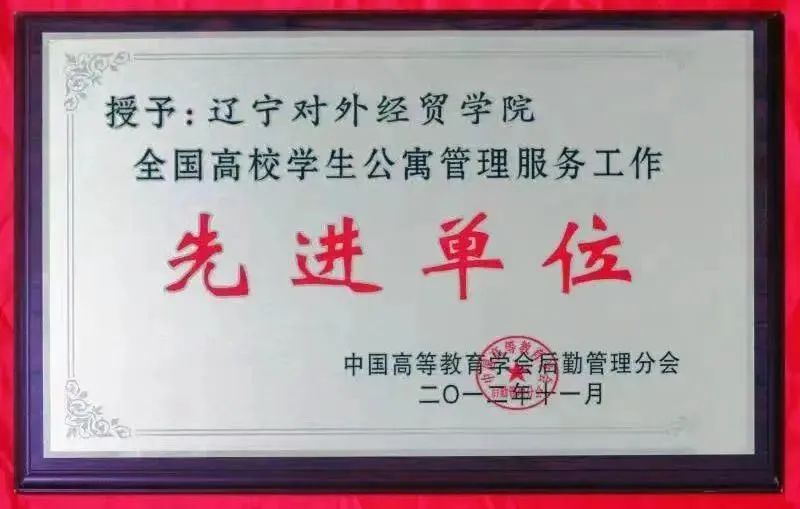 授予：辽宁对外经贸学院
全国高校学生公寓管理服务工作
先进单位
中国高等教育学会后勤管理分会
二〇一二年十一月